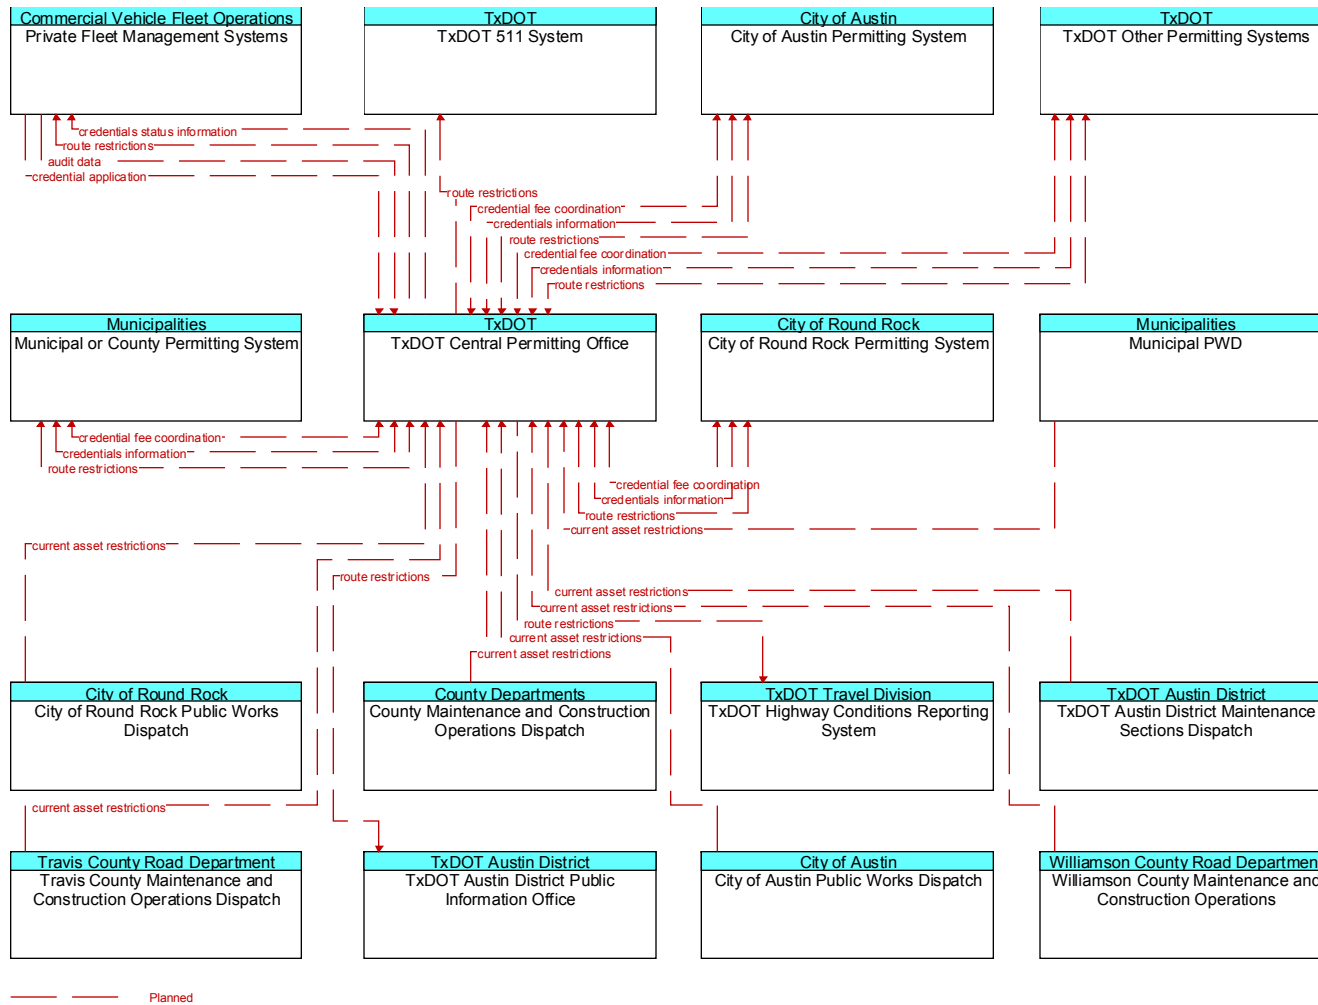 Commercial Vehicle Fleet Operations
Private Fleet Management Systems
TxDOT
TxDOT 511 System
City of Austin
City of Austin Permitting System
TxDOT
TxDOT Other Permitting Systems
credentials status information
route restrictions
audit data
credential application
route restrictions
credential fee coordination
credentials information
route restrictions
credential fee coordination
credentials information
route restrictions
Municipalities
Municipal or County Permitting System
TxDOT
TxDOT Central Permitting Office
City of Round Rock
City of Round Rock Permitting System
Municipalities
Municipal PWD
credential fee coordination
credentials information
route restrictions
credential fee coordination
credentials information
route restrictions
current asset restrictions
current asset restrictions
route restrictions
current asset restrictions
current asset restrictions
route restrictions
current asset restrictions
current asset restrictions
City of Round Rock
City of Round Rock Public Works
Dispatch
County Departments
County Maintenance and Construction
Operations Dispatch
TxDOT Travel Division
TxDOT Highway Conditions Reporting
System
TxDOT Austin District
TxDOT Austin District Maintenance
Sections Dispatch
current asset restrictions
Travis County Road Department
Travis County Maintenance and
Construction Operations Dispatch
TxDOT Austin District
TxDOT Austin District Public
Information Office
City of Austin
City of Austin Public Works Dispatch
Williamson County Road Departmen
Williamson County Maintenance and
Construction Operations
Planned